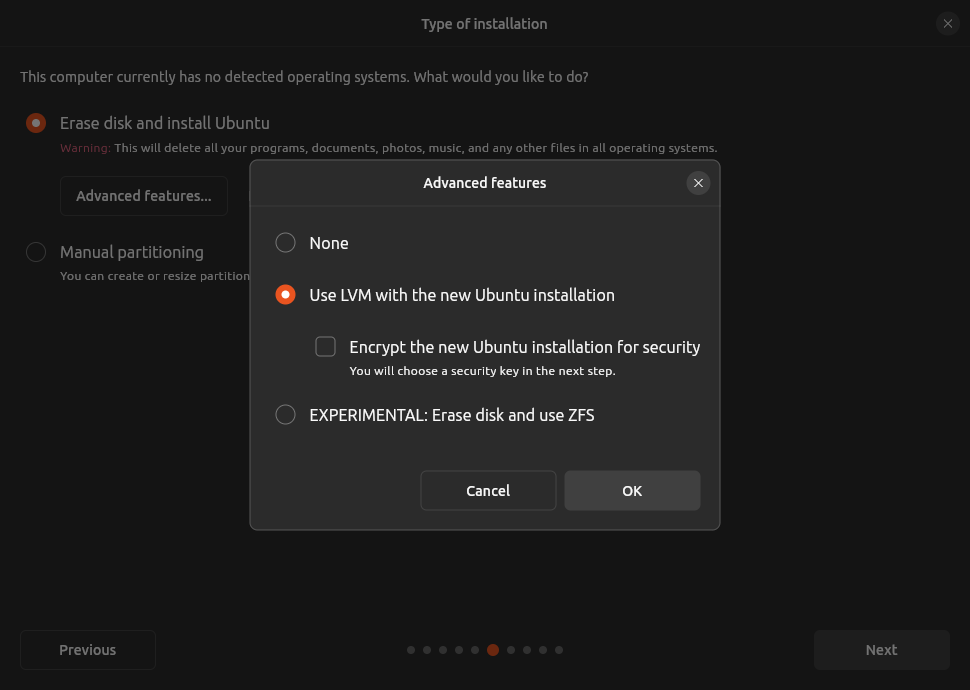 Type of installation
This computer currently has no detected operating systems. What would you like to do?
Erase disk and install Ubuntu
Warning: This will delete all your programs, documents, photos, music, and any other files in all operating systems.
Advanced features...
Manual partitioning
You can create or resize partition
Advanced features
None
Use LVM with the new Ubuntu installation
Encrypt the new Ubuntu installation for security
You will choose a security key in the next step.
EXPERIMENTAL: Erase disk and use ZFS
Cancel
OK
Previous
Next